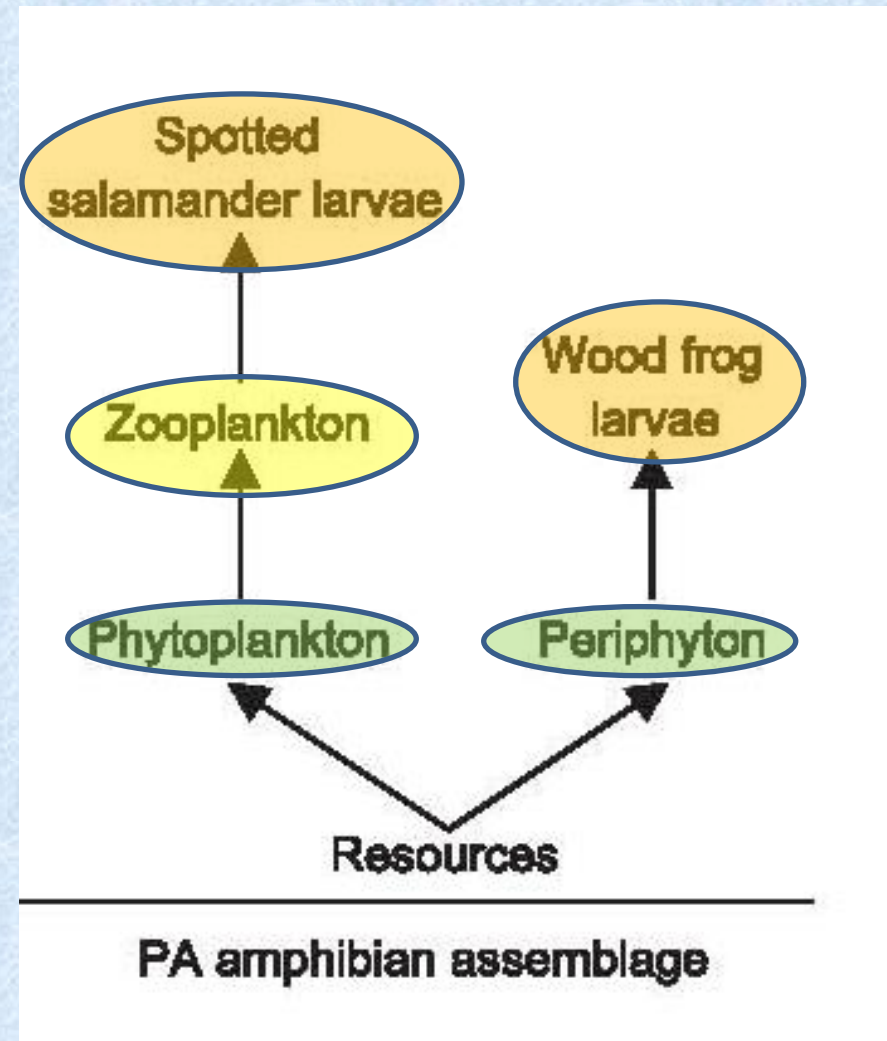 Spotted
salamander larvae
Wood frog
larvae
Zooplankton
Phytoplankton
Periphyton
Resources
PA amphibian assemblage